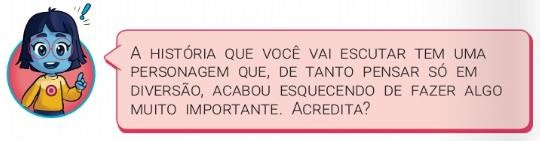 A HISTÓRIA QUE VOCÊ VAI ESCUTAR TEM UMA
PERSONAGEM QUE, DE TANTO PENSAR SÓ EM
DIVERSÃO, ACABOU ESQUECENDO DE FAZER ALGO
MUITO IMPORTANTE. ACREDITA?